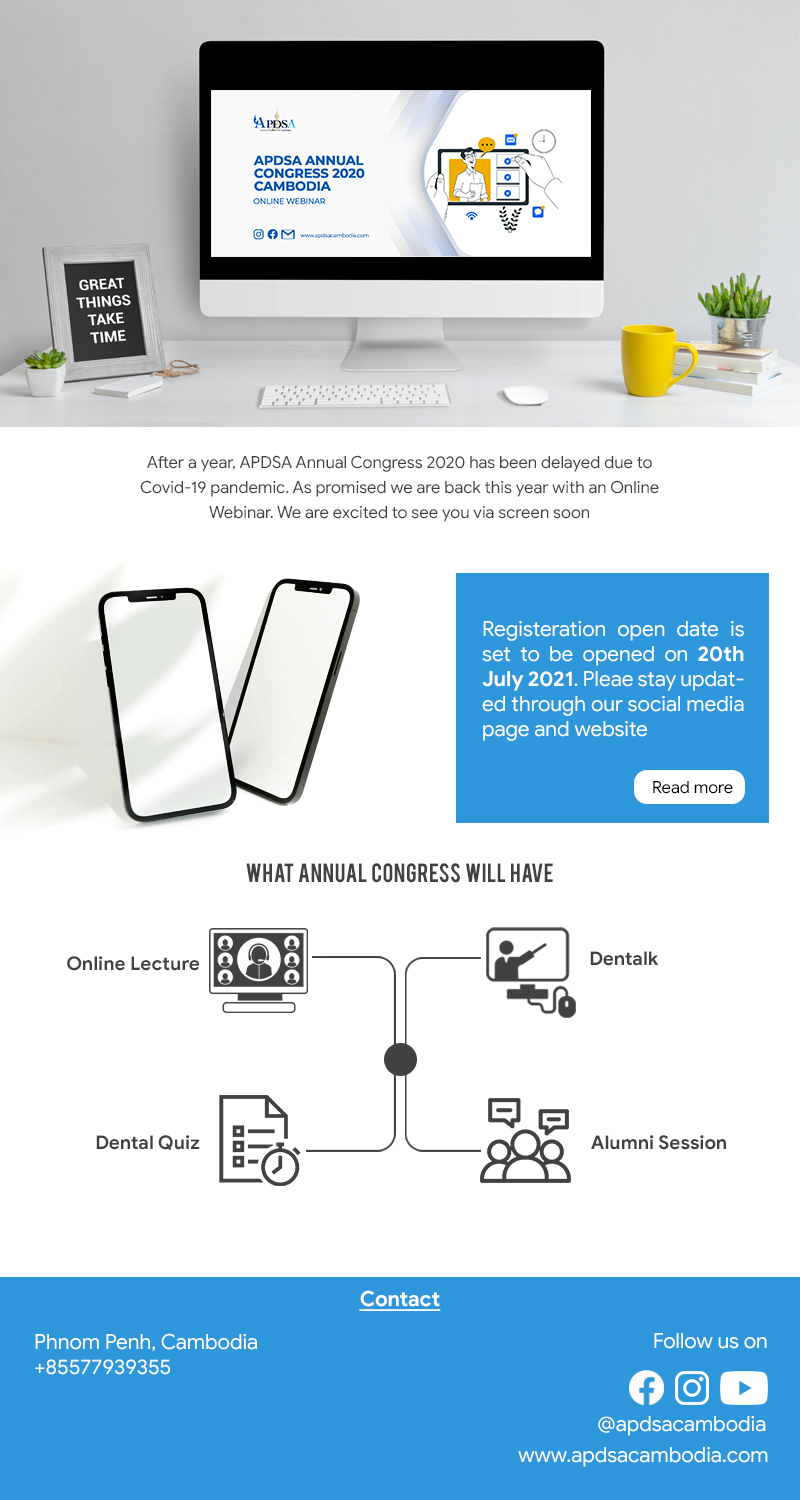 APDSA
APDSA ANNUAL
CONGRESS 2020
CAMBODIA
ONLINE WEBINAR
www.apdsacambodia.com
GREAT
THINGS
TAKE
TIME
After a year, APDSA Annual Congress 2020 has been delayed due to
Covid-19 pandemic. As promised we are back this year with an Online
Webinar. We are excited to see you via screen soon
Registeration open date is
set to be opened on 20th
July 2021. Pleae stay updat-
ed through our social media
page and website
Read more
WHAT ANNUAL CONGRESS WILL HAVE
Online Lecture
Dentalk
Dental Quiz
Alumni Session
Contact
Phnom Penh, Cambodia
+85577939355
Follow us on
@apdsacambodia
www.apdsacambodia.com